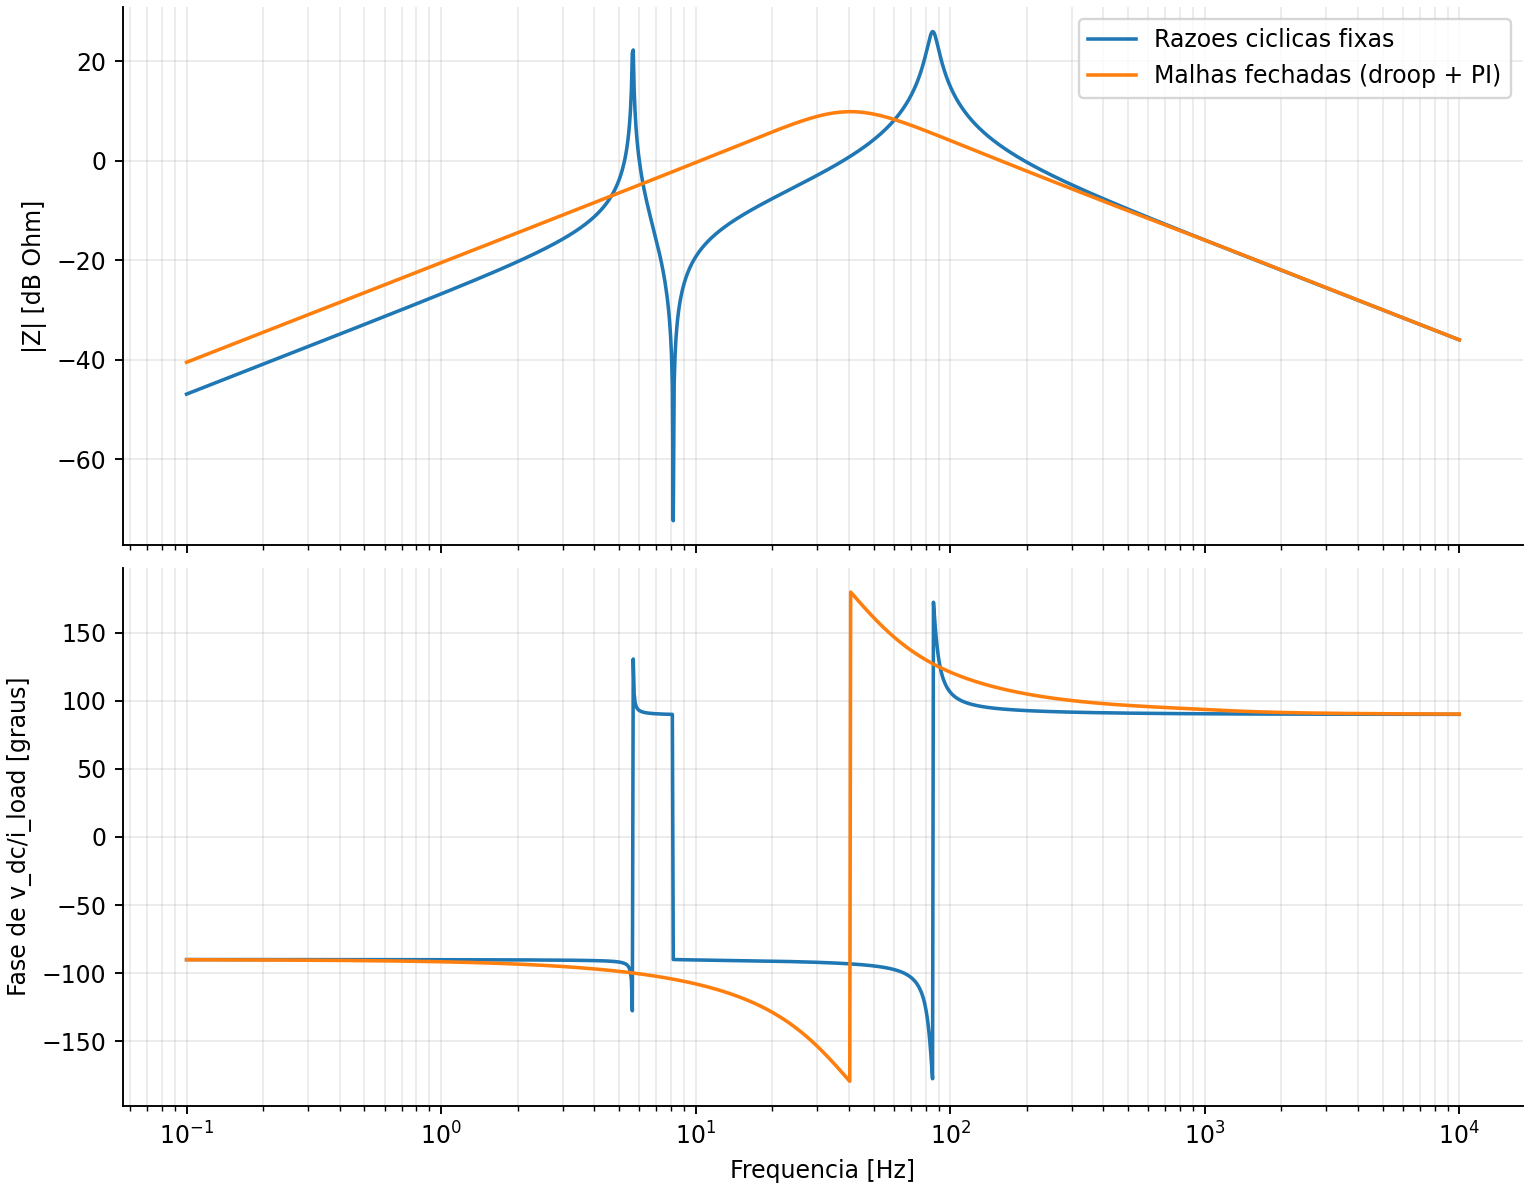 Razoes ciclicas fixas
Malhas fechadas (droop + PI)
|Z| [dB Ohm]
20
0
−20
−40
−60
Fase de v_dc/i_load [graus]
150
100
50
0
−50
−100
−150
10⁻¹ 10⁰ 10¹ 10² 10³ 10⁴
Frequencia [Hz]